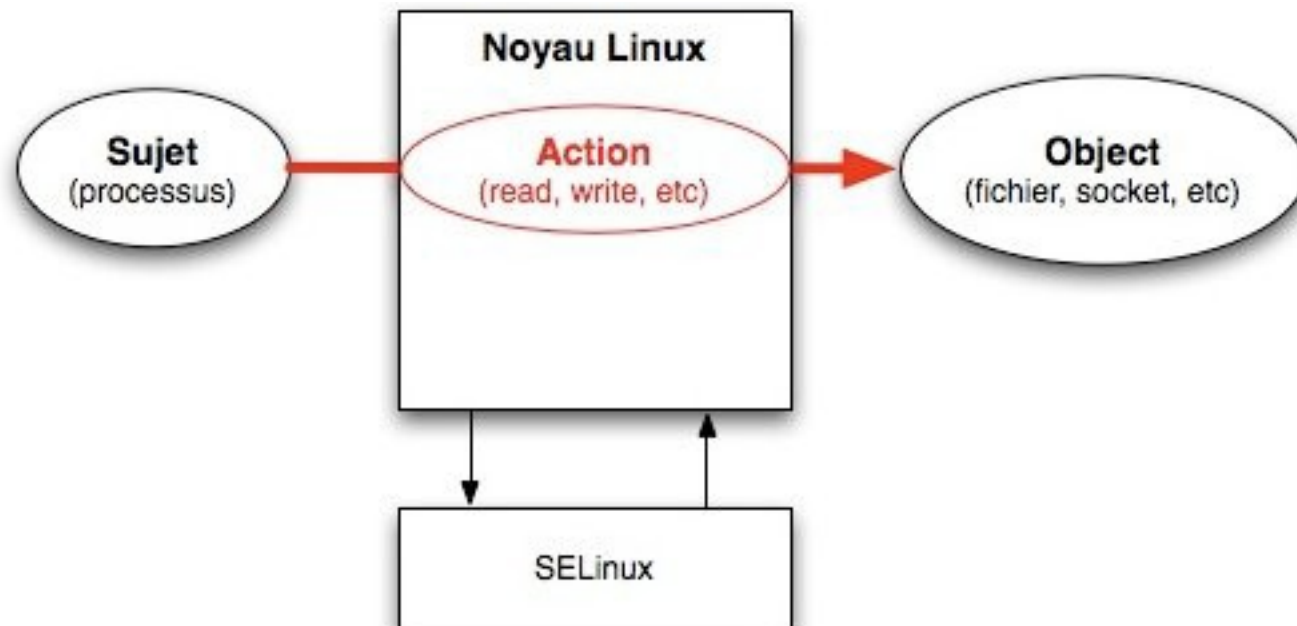 Noyau Linux
Sujet
(processus)
Action
(read, write, etc)
Object
(fichier, socket, etc)
SELinux